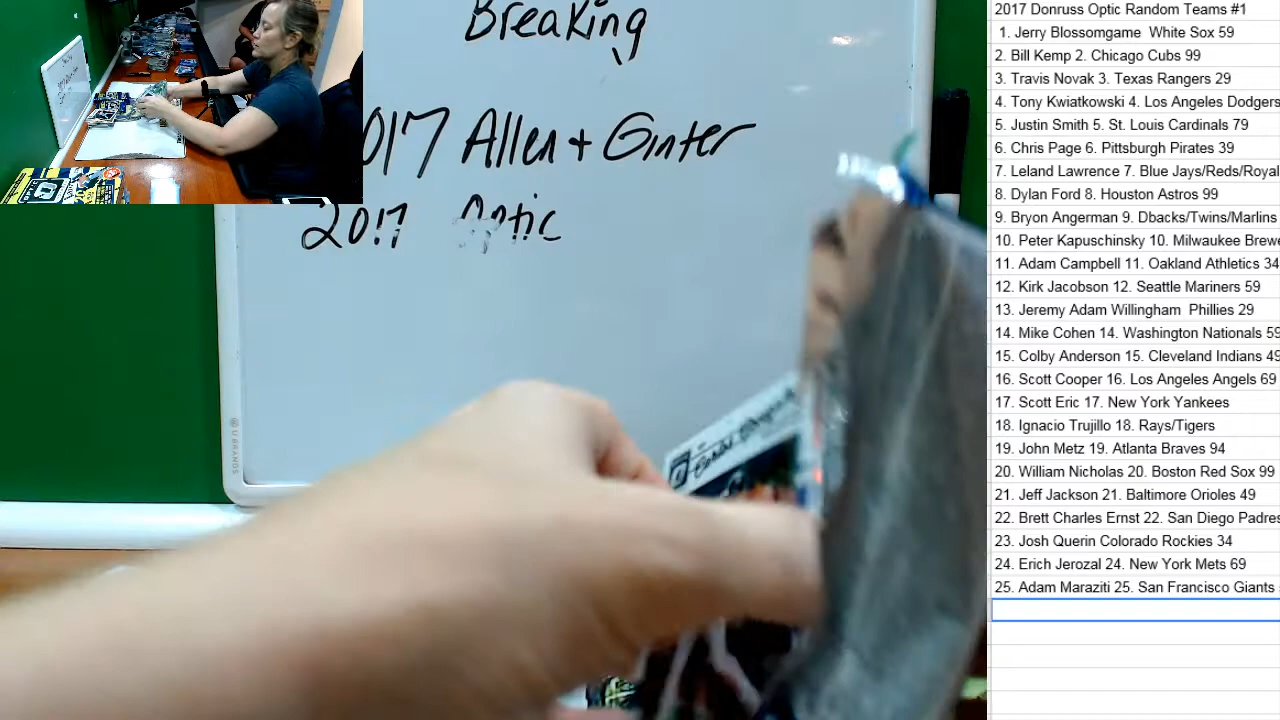 Breaking
017 Allen + Ginter
2017 Optic
2017 Donruss Optic Random Teams #1
1. Jerry Blossomgame White Sox 59
2. Bill Kemp 2. Chicago Cubs 99
3. Travis Novak 3. Texas Rangers 29
4. Tony Kwiatkowski 4. Los Angeles Dodgers
5. Justin Smith 5. St. Louis Cardinals 79
6. Chris Page 6. Pittsburgh Pirates 39
7. Leland Lawrence 7. Blue Jays/Reds/Royal
8. Dylan Ford 8. Houston Astros 99
9. Bryon Angerman 9. Dbacks/Twins/Marlins
10. Peter Kapuschinsky 10. Milwaukee Brewe
11. Adam Campbell 11. Oakland Athletics 34
12. Kirk Jacobson 12. Seattle Mariners 59
13. Jeremy Adam Willingham Phillies 29
14. Mike Cohen 14. Washington Nationals 59
15. Colby Anderson 15. Cleveland Indians 49
16. Scott Cooper 16. Los Angeles Angels 69
17. Scott Eric 17. New York Yankees
18. Ignacio Trujillo 18. Rays/Tigers
19. John Metz 19. Atlanta Braves 94
20. William Nicholas 20. Boston Red Sox 99
21. Jeff Jackson 21. Baltimore Orioles 49
22. Brett Charles Ernst 22. San Diego Padres
23. Josh Querin Colorado Rockies 34
24. Erich Jerozal 24. New York Mets 69
25. Adam Maraziti 25. San Francisco Giants